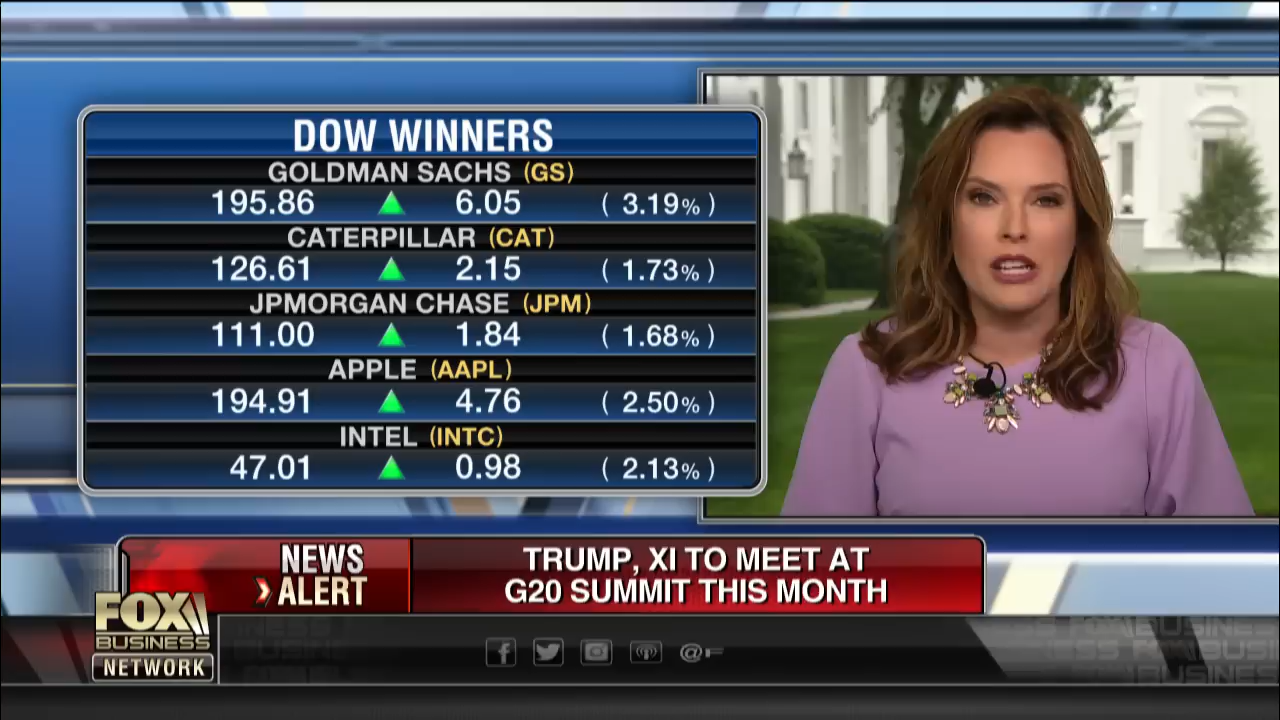 DOW WINNERS
GOLDMAN SACHS (GS)
195.86 ▲ 6.05 ( 3.19% )
CATERPILLAR (CAT)
126.61 ▲ 2.15 ( 1.73% )
JPMORGAN CHASE (JPM)
111.00 ▲ 1.84 ( 1.68% )
APPLE (AAPL)
194.91 ▲ 4.76 ( 2.50% )
INTEL (INTC)
47.01 ▲ 0.98 ( 2.13% )
NEWS
ALERT
TRUMP, XI TO MEET AT
G20 SUMMIT THIS MONTH
FOX
BUSINESS
NETWORK